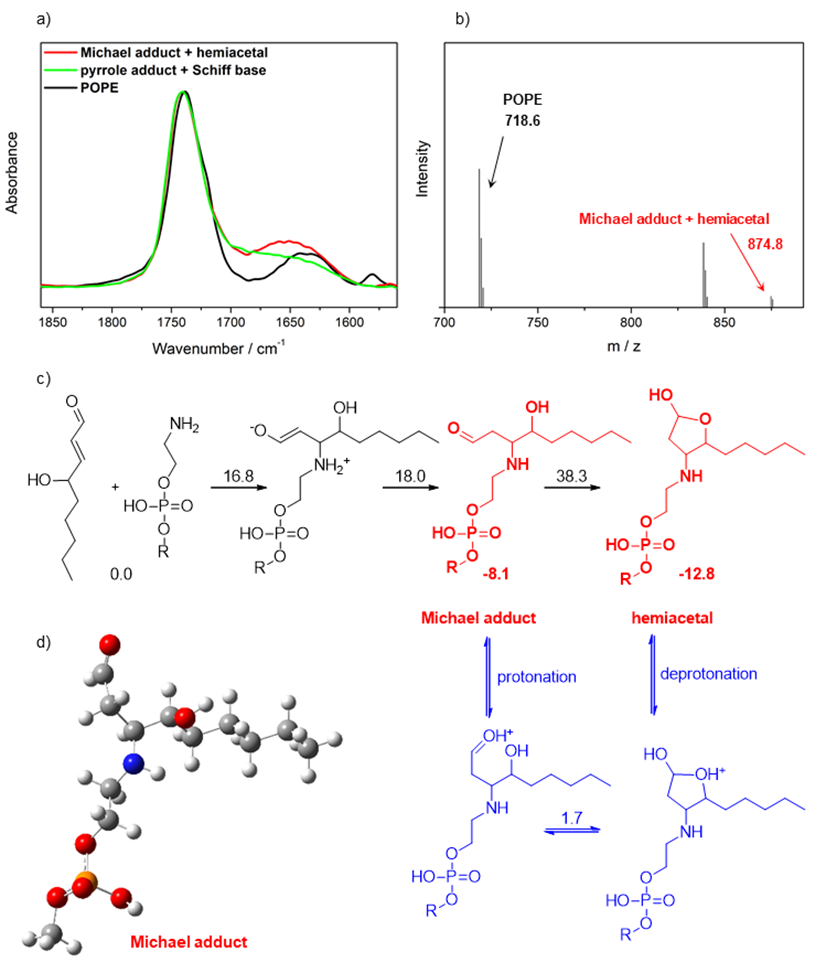 a)
Michael adduct + hemiacetal
pyrrole adduct + Schiff base
POPE
Absorbance
1850 1800 1750 1700 1650 1600
Wavenumber / cm⁻¹
b)
POPE
718.6
Michael adduct + hemiacetal
874.8
Intensity
700 750 800 850
m / z
c)
O
HO
+
NH₂
O
HO-P=O
O
R
0.0
16.8
⁻O
OH
NH₂⁺
O
HO-P=O
O
R
18.0
O
OH
NH
O
HO-P=O
O
R
-8.1
38.3
HO
O
NH
O
HO-P=O
O
R
-12.8
Michael adduct
hemiacetal
protonation
deprotonation
OH⁺
OH
NH
O
HO-P=O
O
R
1.7
HO
OH⁺
NH
O
HO-P=O
O
R
d)
Michael adduct